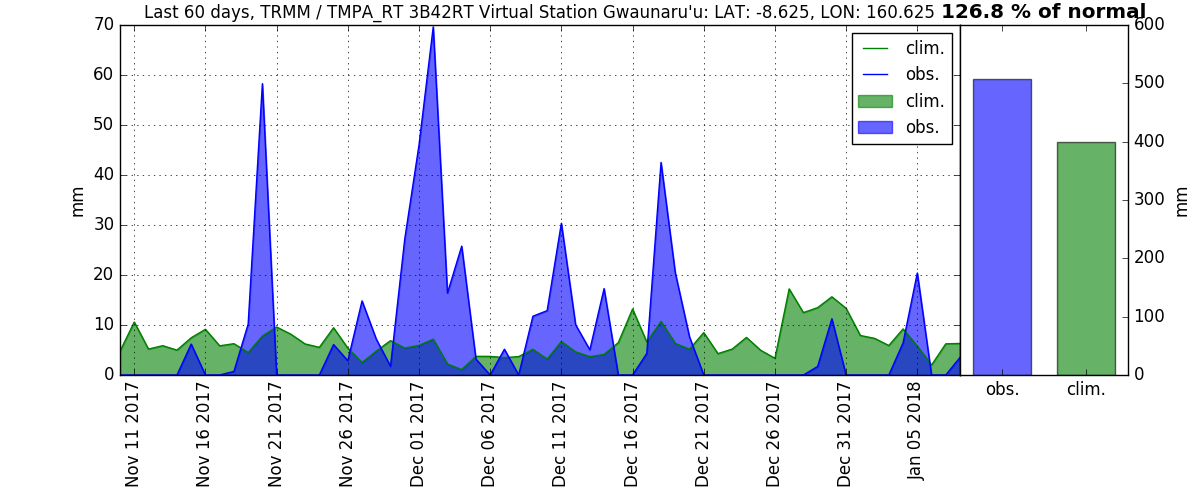 Last 60 days, TRMM / TMPA_RT 3B42RT Virtual Station Gwaunaru'u: LAT: -8.625, LON: 160.625 126.8 % of normal
70
60
50
40
30
20
10
0
mm
clim.
obs.
clim.
obs.
Nov 11 2017
Nov 16 2017
Nov 21 2017
Nov 26 2017
Dec 01 2017
Dec 06 2017
Dec 11 2017
Dec 16 2017
Dec 21 2017
Dec 26 2017
Dec 31 2017
Jan 05 2018
600
500
400
300
200
100
0
mm
obs.
clim.